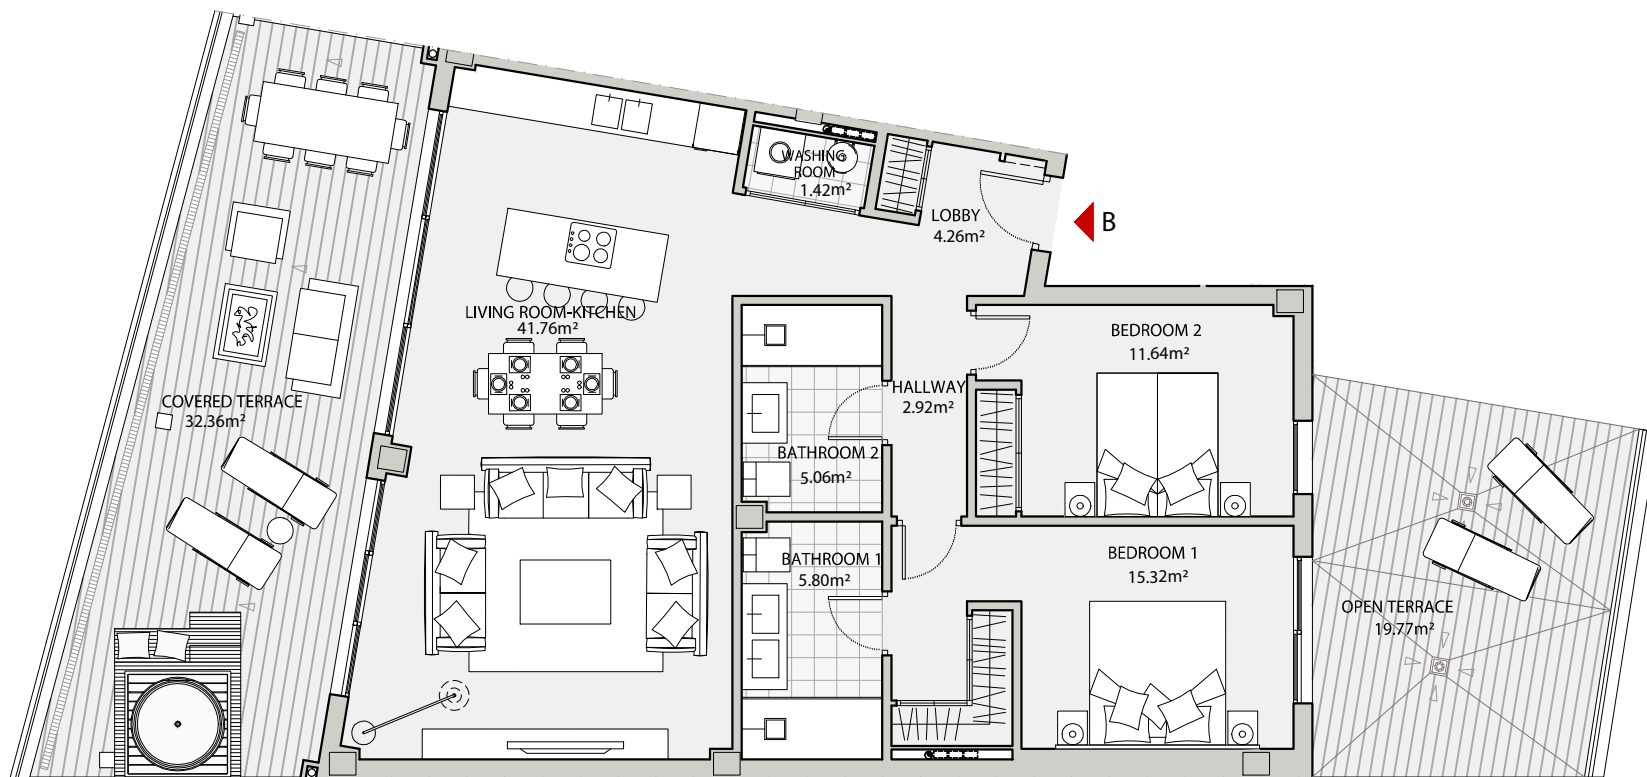 WASHING
ROOM
1.42m²
LOBBY
4.26m²
B
LIVING ROOM-KITCHEN
41.76m²
BEDROOM 2
11.64m²
HALLWAY
2.92m²
COVERED TERRACE
32.36m²
BATHROOM 2
5.06m²
BATHROOM 1
5.80m²
BEDROOM 1
15.32m²
OPEN TERRACE
19.77m²